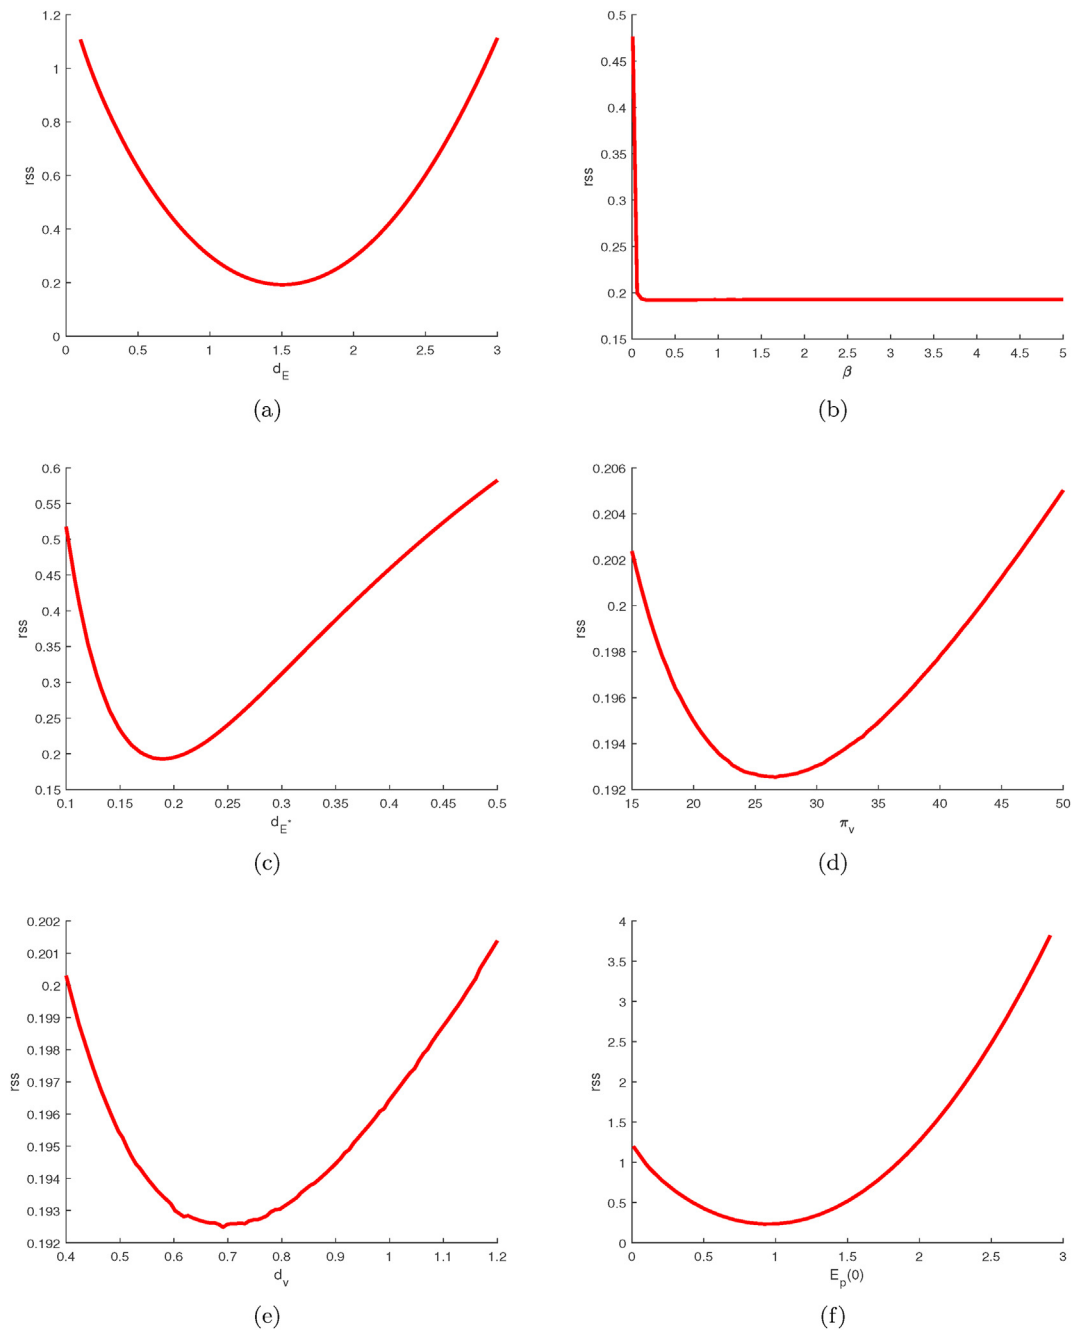 1.2
1
0.8
0.6
0.4
0.2
0
rss
0 0.5 1 1.5 2 2.5 3
d_E
(a)
0.5
0.45
0.4
0.35
0.3
0.25
0.2
0.15
rss
0 0.5 1 1.5 2 2.5 3 3.5 4 4.5 5
β
(b)
0.6
0.55
0.5
0.45
0.4
0.35
0.3
0.25
0.2
0.15
rss
0.1 0.15 0.2 0.25 0.3 0.35 0.4 0.45 0.5
d_E*
(c)
0.206
0.204
0.202
0.2
0.198
0.196
0.194
0.192
rss
15 20 25 30 35 40 45 50
π_v
(d)
0.202
0.201
0.2
0.199
0.198
0.197
0.196
0.195
0.194
0.193
0.192
rss
0.4 0.5 0.6 0.7 0.8 0.9 1 1.1 1.2
d_v
(e)
4
3.5
3
2.5
2
1.5
1
0.5
0
rss
0 0.5 1 1.5 2 2.5 3
E_p(0)
(f)